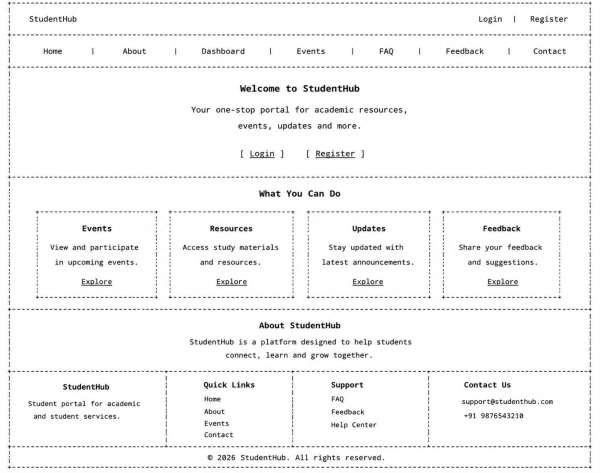 StudentHub
Login | Register
Home | About | Dashboard | Events | FAQ | Feedback | Contact
Welcome to StudentHub
Your one-stop portal for academic resources,
events, updates and more.
[ Login ] [ Register ]
What You Can Do
Events
View and participate
in upcoming events.
Explore
Resources
Access study materials
and resources.
Explore
Updates
Stay updated with
latest announcements.
Explore
Feedback
Share your feedback
and suggestions.
Explore
About StudentHub
StudentHub is a platform designed to help students
connect, learn and grow together.
StudentHub
Student portal for academic
and student services.
Quick Links
Home
About
Events
Contact
Support
FAQ
Feedback
Help Center
Contact Us
support@studenthub.com
+91 9876543210
© 2026 StudentHub. All rights reserved.